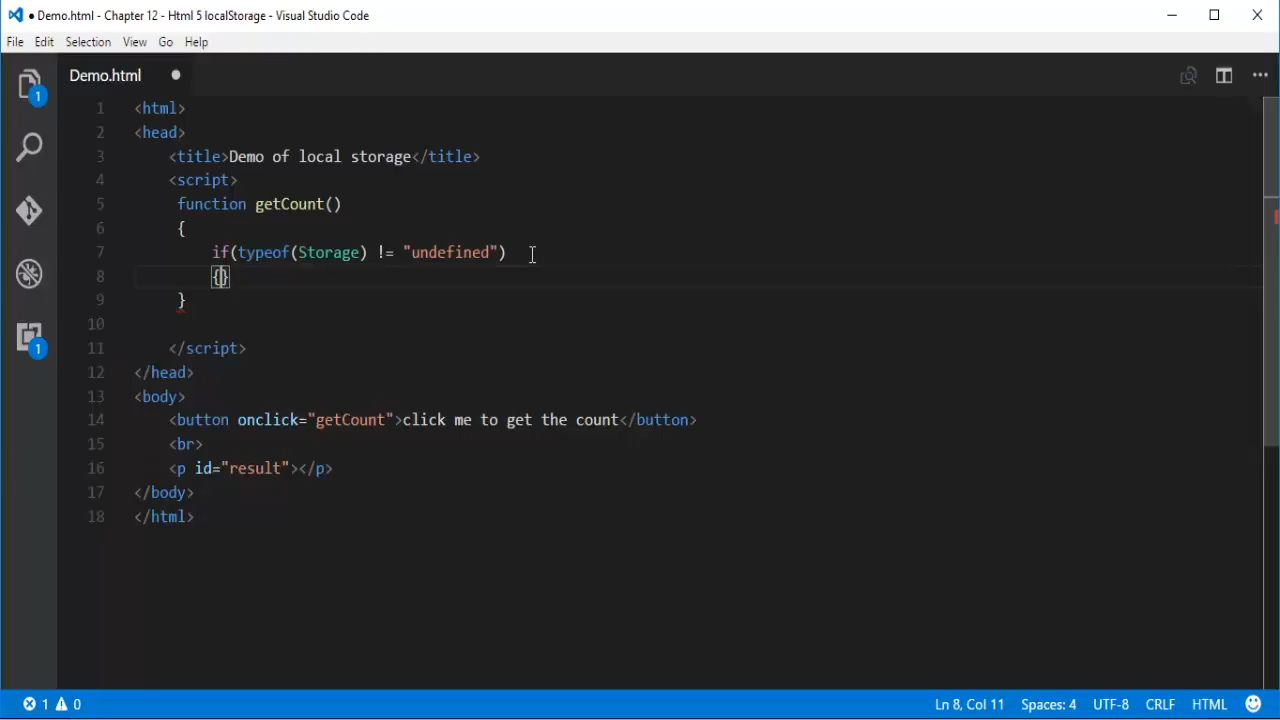 ● Demo.html - Chapter 12 - Html 5 localStorage - Visual Studio Code
File Edit Selection View Go Help
Demo.html
1 <html>
2 <head>
3 <title>Demo of local storage</title>
4 <script>
5 function getCount()
6 {
7 if(typeof(Storage) != "undefined")
8 {}
9 }
10
11 </script>
12 </head>
13 <body>
14 <button onclick="getCount">click me to get the count</button>
15 <br>
16 <p id="result"></p>
17 </body>
18 </html>
1
1
1 0 Ln 8, Col 11 Spaces: 4 UTF-8 CRLF HTML